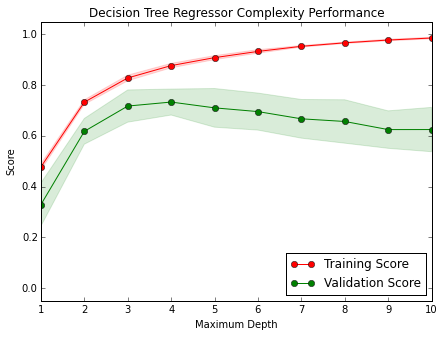 Decision Tree Regressor Complexity Performance
1.0
0.8
0.6
0.4
0.2
0.0
Score
1 2 3 4 5 6 7 8 9 10
Maximum Depth
Training Score
Validation Score